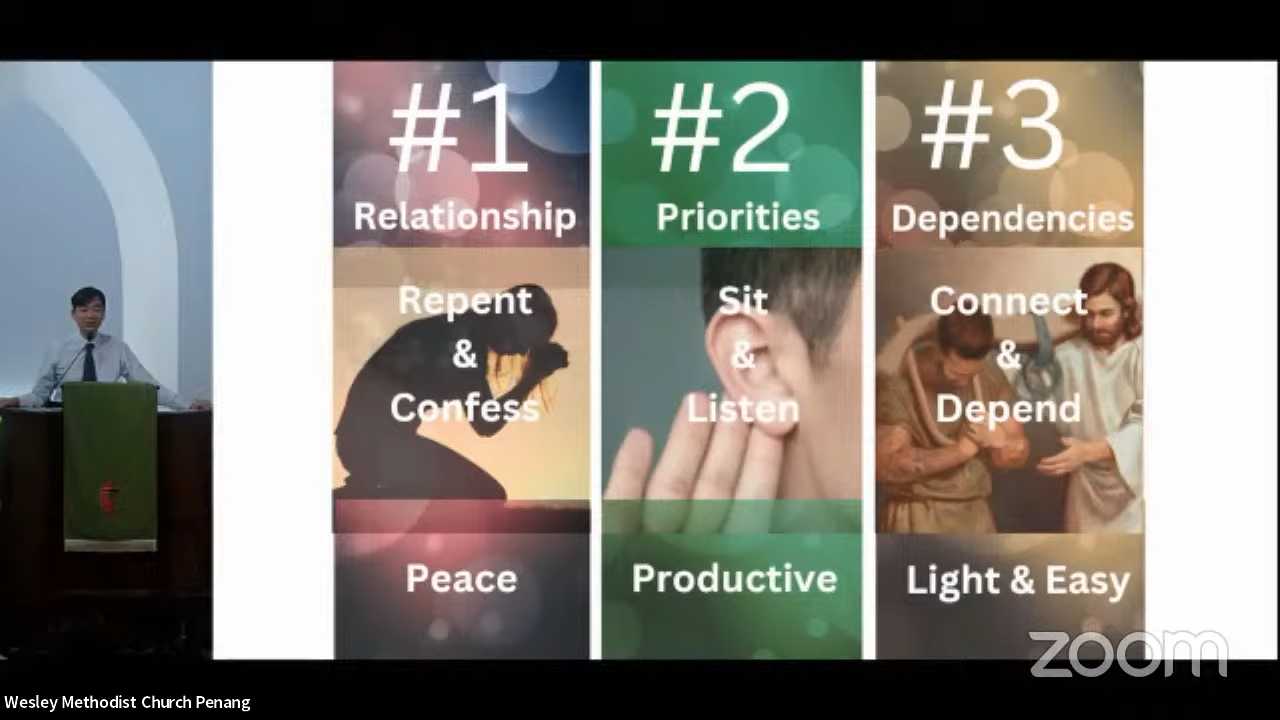 #1
Relationship
Repent
&
Confess
Peace
#2
Priorities
Sit
&
Listen
Productive
#3
Dependencies
Connect
&
Depend
Light & Easy
zoom
Wesley Methodist Church Penang